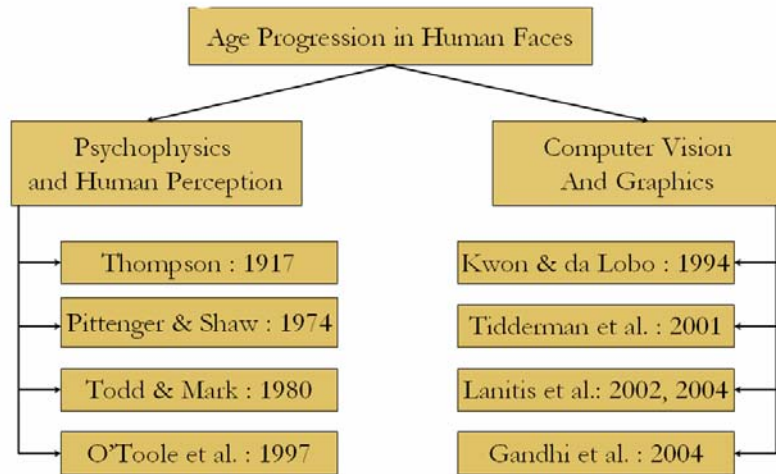 Age Progression in Human Faces
Psychophysics
and Human Perception
Thompson : 1917
Pittenger & Shaw : 1974
Todd & Mark : 1980
O'Toole et al. : 1997
Computer Vision
And Graphics
Kwon & da Lobo : 1994
Tidderman et al. : 2001
Lanitis et al.: 2002, 2004
Gandhi et al. : 2004